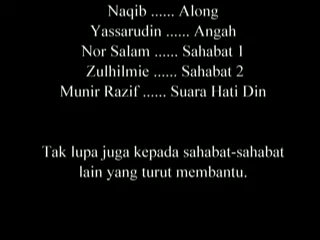 Naqib ...... Along
Yassarudin ...... Angah
Nor Salam ...... Sahabat 1
Zulhilmie ...... Sahabat 2
Munir Razif ...... Suara Hati Din
Tak lupa juga kepada sahabat-sahabat
lain yang turut membantu.